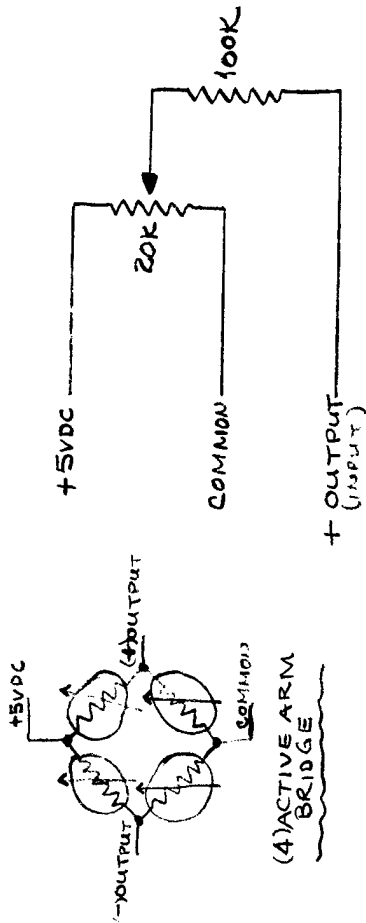 +5VDC
(-)OUTPUT
(+)OUTPUT
COMMON
(4)ACTIVE ARM
BRIDGE
+5VDC
20K
100K
COMMON
+ OUTPUT
(INPUT)